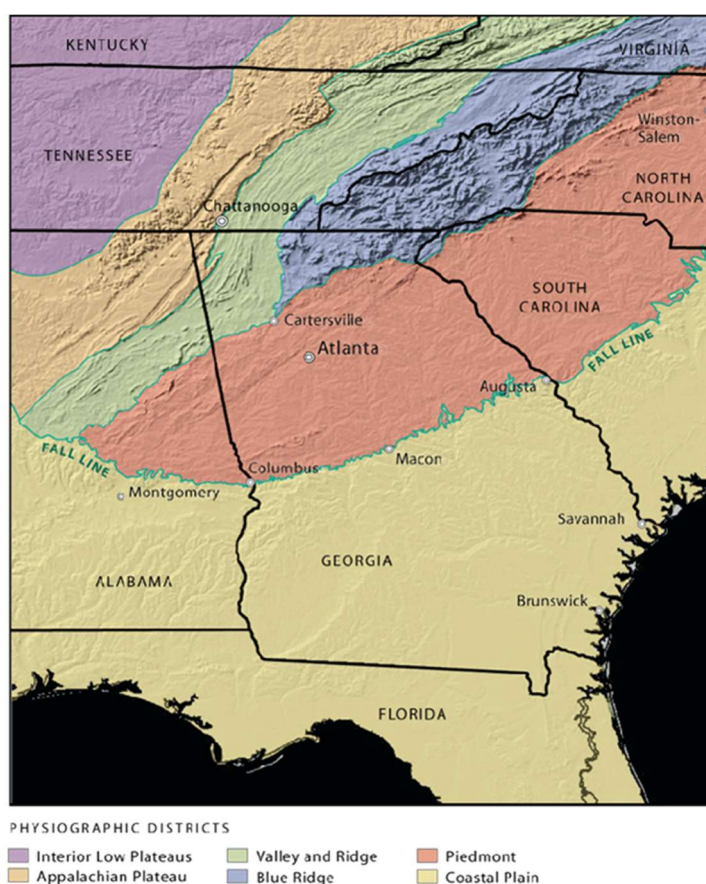 KENTUCKY
VIRGINIA
Winston-
Salem
TENNESSEE
NORTH
CAROLINA
Chattanooga
SOUTH
CAROLINA
Cartersville
Atlanta
FALL LINE
Augusta
FALL LINE
Columbus
Macon
Montgomery
Savannah
GEORGIA
ALABAMA
Brunswick
FLORIDA
PHYSIOGRAPHIC DISTRICTS
Interior Low Plateaus
Valley and Ridge
Piedmont
Appalachian Plateau
Blue Ridge
Coastal Plain